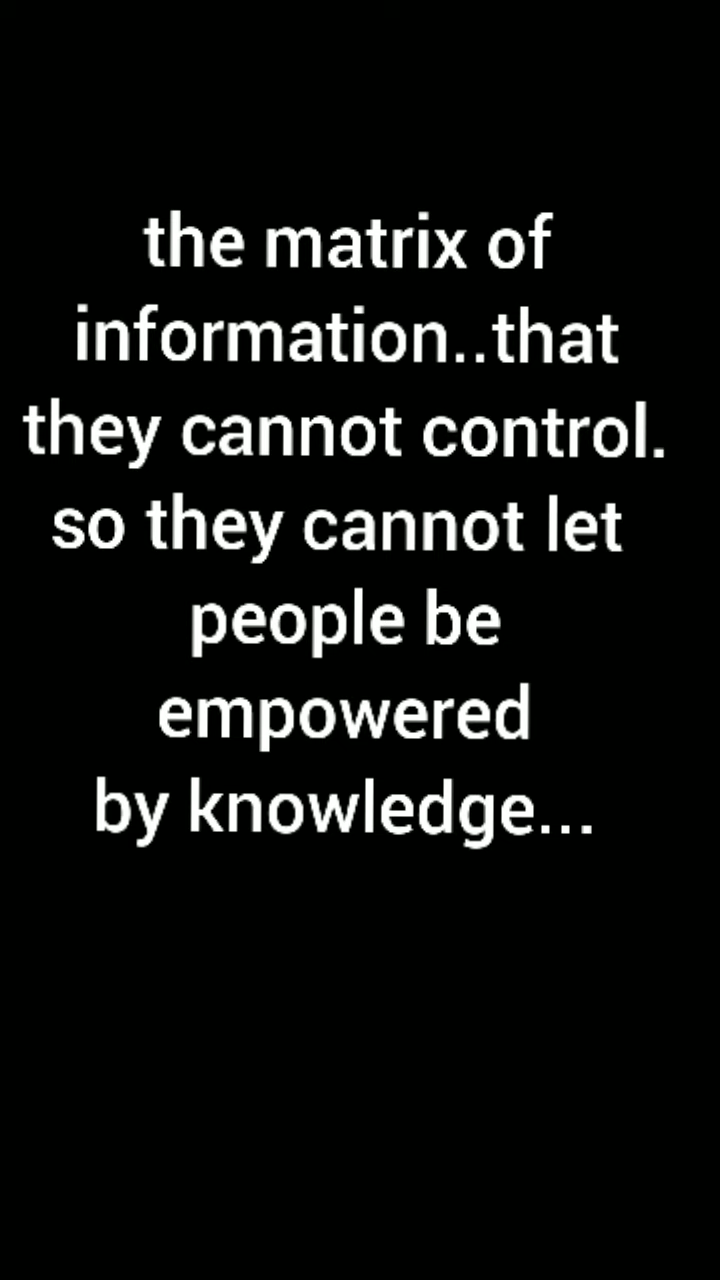 the matrix of
information..that
they cannot control.
so they cannot let
people be
empowered
by knowledge...